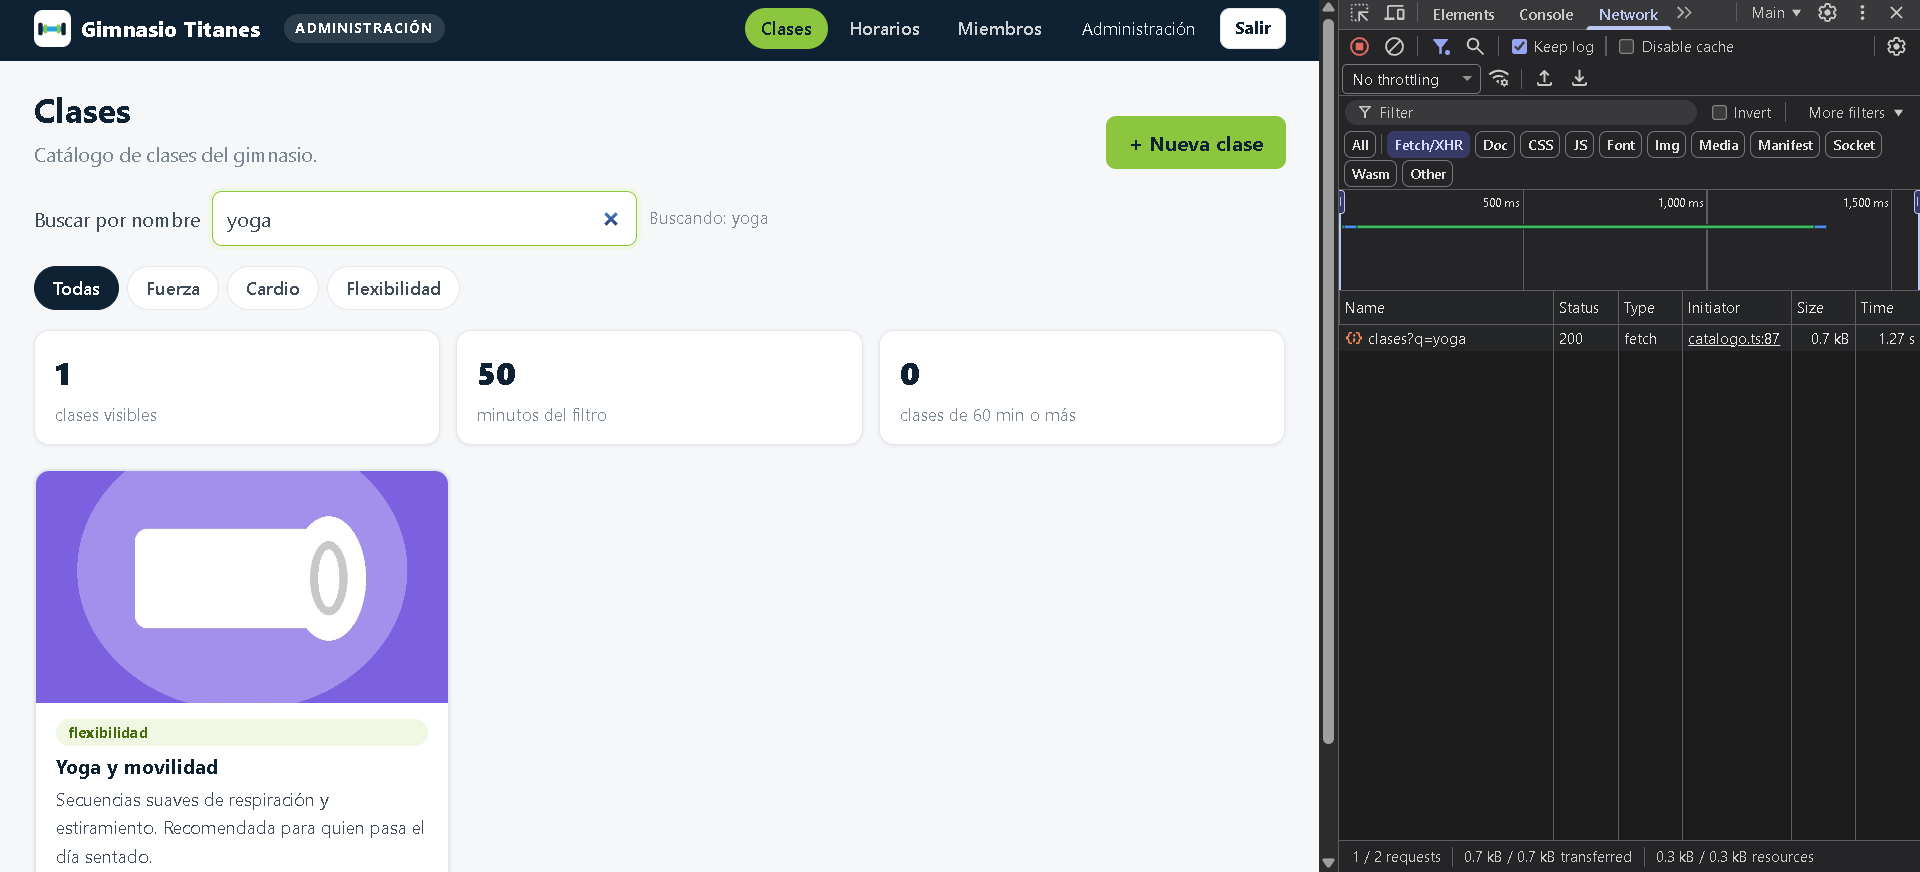 Gimnasio Titanes ADMINISTRACIÓN Clases Horarios Miembros Administración Salir
Clases
Catálogo de clases del gimnasio.
+ Nueva clase
Buscar por nombre yoga Buscando: yoga
Todas Fuerza Cardio Flexibilidad
1
clases visibles
50
minutos del filtro
0
clases de 60 min o más
flexibilidad
Yoga y movilidad
Secuencias suaves de respiración y
estiramiento. Recomendada para quien pasa el
día sentado.
Elements Console Network Main
Keep log Disable cache
No throttling
Filter Invert More filters
All Fetch/XHR Doc CSS JS Font Img Media Manifest Socket
Wasm Other
500 ms 1,000 ms 1,500 ms
Name Status Type Initiator Size Time
clases?q=yoga 200 fetch catalogo.ts:87 0.7 kB 1.27 s
1 / 2 requests 0.7 kB / 0.7 kB transferred 0.3 kB / 0.3 kB resources